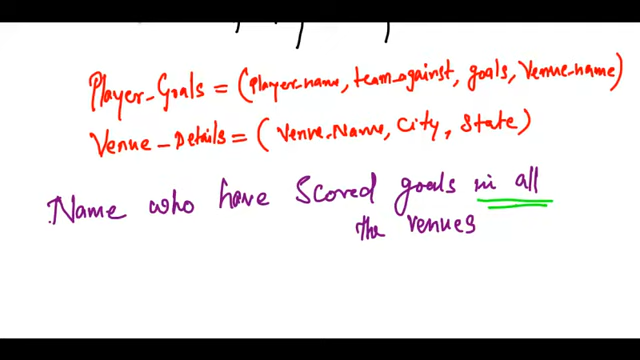 Player-Goals = (Player-name, team-against, goals, Venue-name)
Venue-Details = (Venue-Name, City, State)
Name who have Scored goals in all
the venues